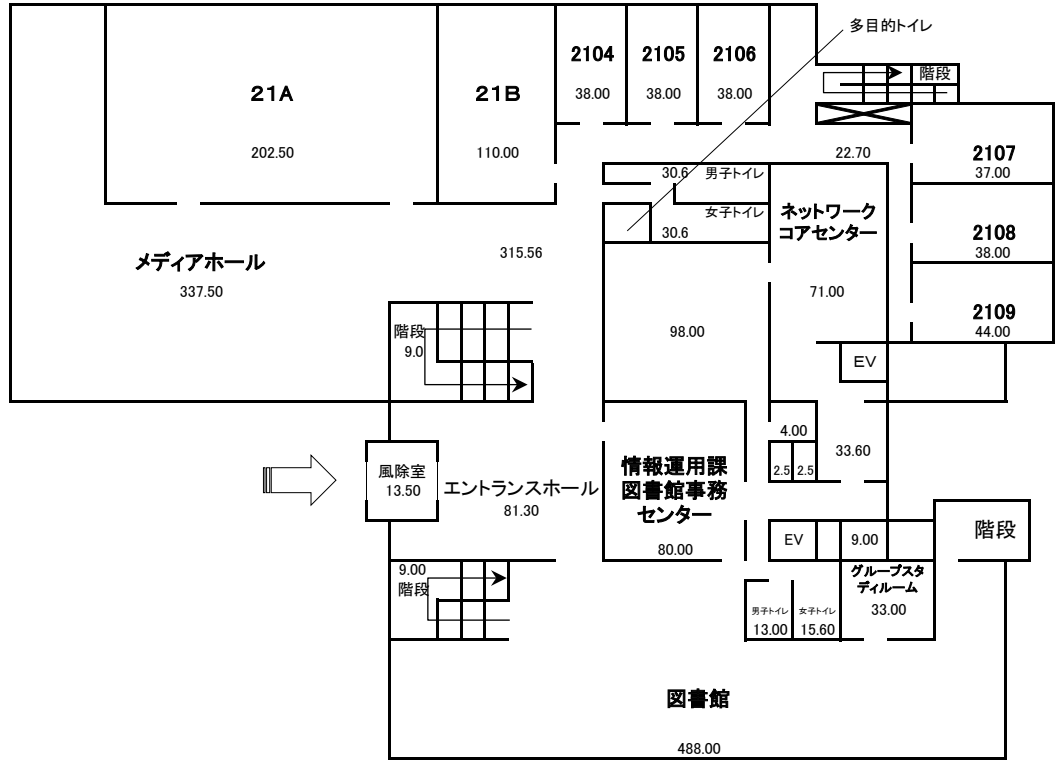 多目的トイレ
2104
2105
2106
階段
21A
21B
38.00
38.00
38.00
202.50
110.00
22.70
2107
37.00
30.6
男子トイレ
女子トイレ
30.6
ネットワーク
コアセンター
2108
38.00
メディアホール
337.50
315.56
71.00
2109
44.00
階段
9.0
98.00
EV
4.00
33.60
2.5
2.5
風除室
13.50
エントランスホール
81.30
情報運用課
図書館事務
センター
80.00
EV
9.00
階段
9.00
階段
グループスタ
ディルーム
33.00
男子トイレ
13.00
女子トイレ
15.60
図書館
488.00